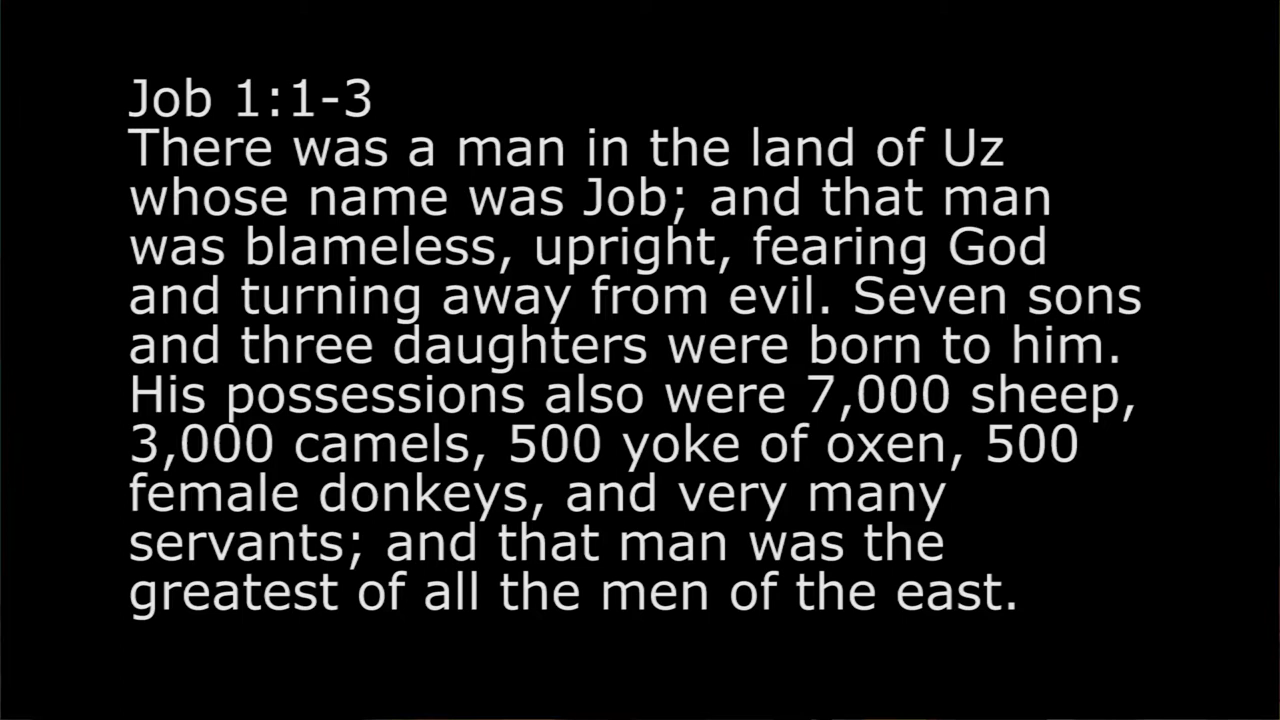 Job 1:1-3
There was a man in the land of Uz
whose name was Job; and that man
was blameless, upright, fearing God
and turning away from evil. Seven sons
and three daughters were born to him.
His possessions also were 7,000 sheep,
3,000 camels, 500 yoke of oxen, 500
female donkeys, and very many
servants; and that man was the
greatest of all the men of the east.